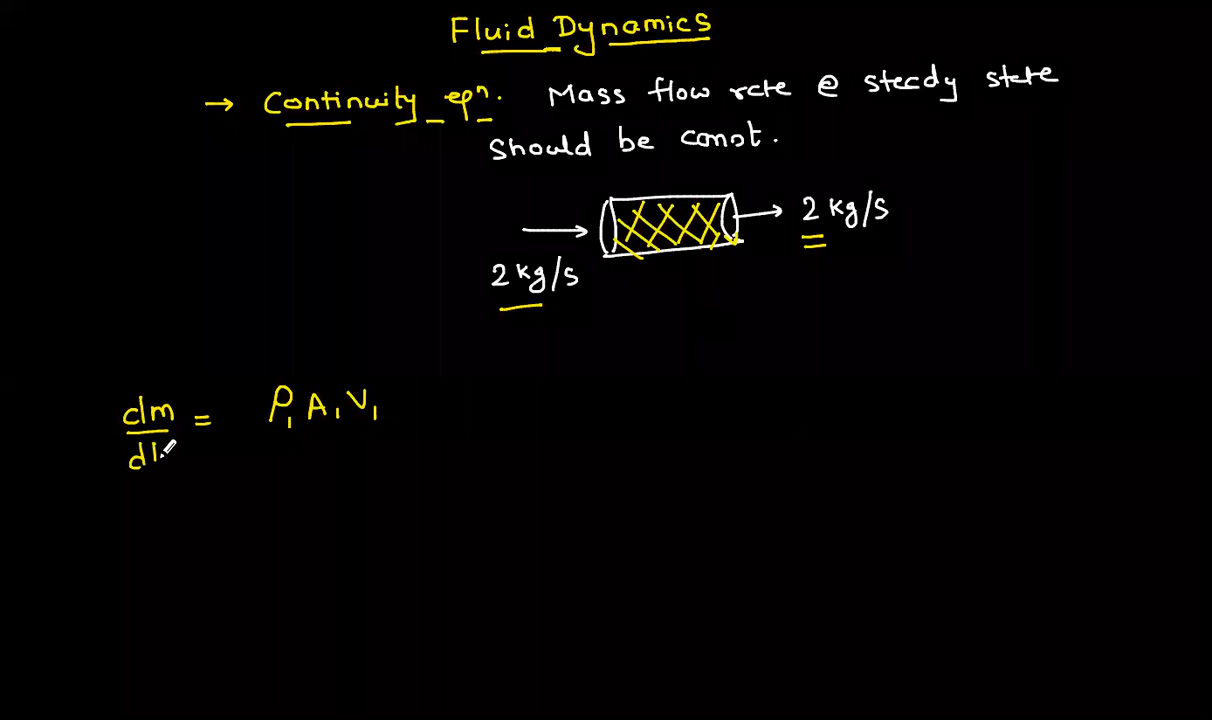 Fluid Dynamics
→ Continuity eqⁿ. Mass flow rate @ steady state
should be const.
2 kg/s
2 kg/s
dm = ρ₁ A₁ V₁